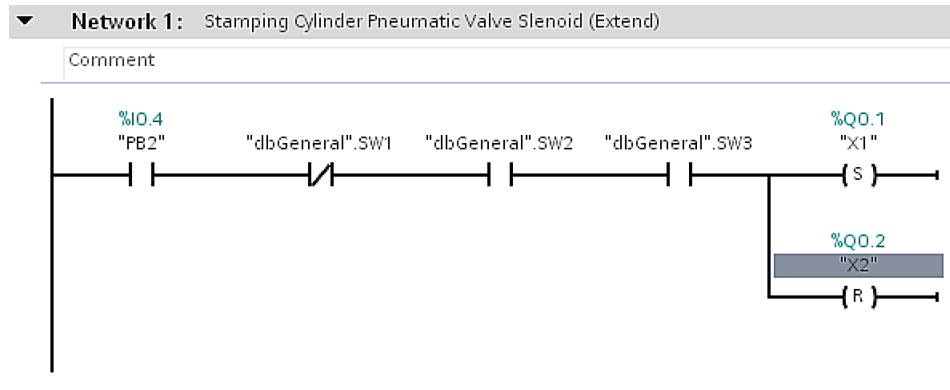 Network 1: Stamping Cylinder Pneumatic Valve Slenoid (Extend)
Comment
%I0.4
"PB2"
"dbGeneral".SW1
"dbGeneral".SW2
"dbGeneral".SW3
%Q0.1
"X1"
S
%Q0.2
"X2"
R